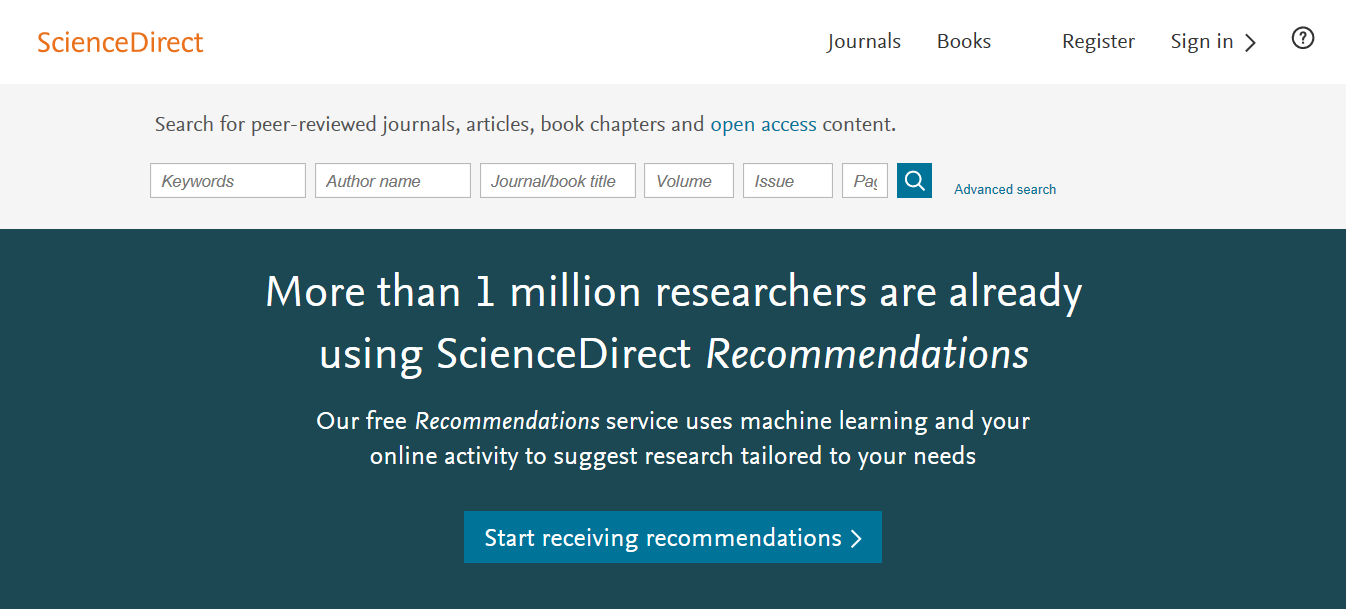 ScienceDirect
Journals Books Register Sign in
Search for peer-reviewed journals, articles, book chapters and open access content.
Keywords Author name Journal/book title Volume Issue Pag Advanced search
More than 1 million researchers are already
using ScienceDirect Recommendations
Our free Recommendations service uses machine learning and your
online activity to suggest research tailored to your needs
Start receiving recommendations